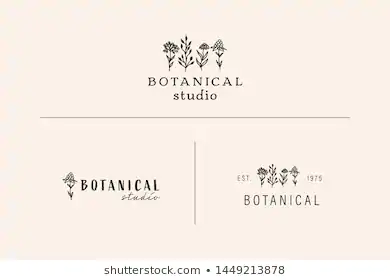 BOTANICAL
studio
BOTANICAL
studio
EST. 1975
BOTANICAL
shutterstock.com • 1449213878